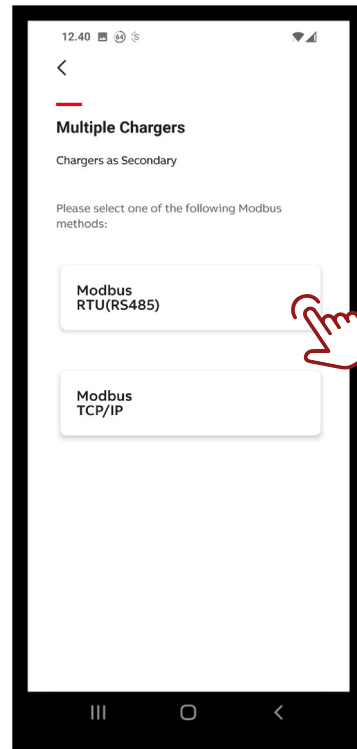 12.40
Multiple Chargers
Chargers as Secondary
Please select one of the following Modbus
methods:
Modbus
RTU(RS485)
Modbus
TCP/IP